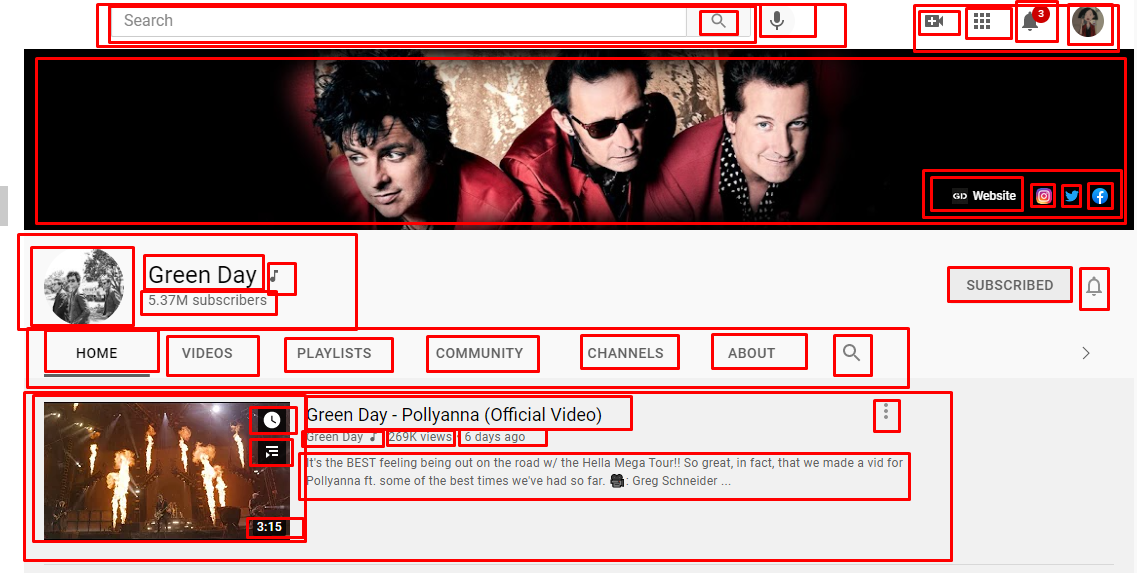 Search
3
GD Website
Green Day
5.37M subscribers
SUBSCRIBED
HOME VIDEOS PLAYLISTS COMMUNITY CHANNELS ABOUT
Green Day - Pollyanna (Official Video)
Green Day 269K views 6 days ago
It's the BEST feeling being out on the road w/ the Hella Mega Tour!! So great, in fact, that we made a vid for
Pollyanna ft. some of the best times we've had so far. 📷: Greg Schneider ...
3:15